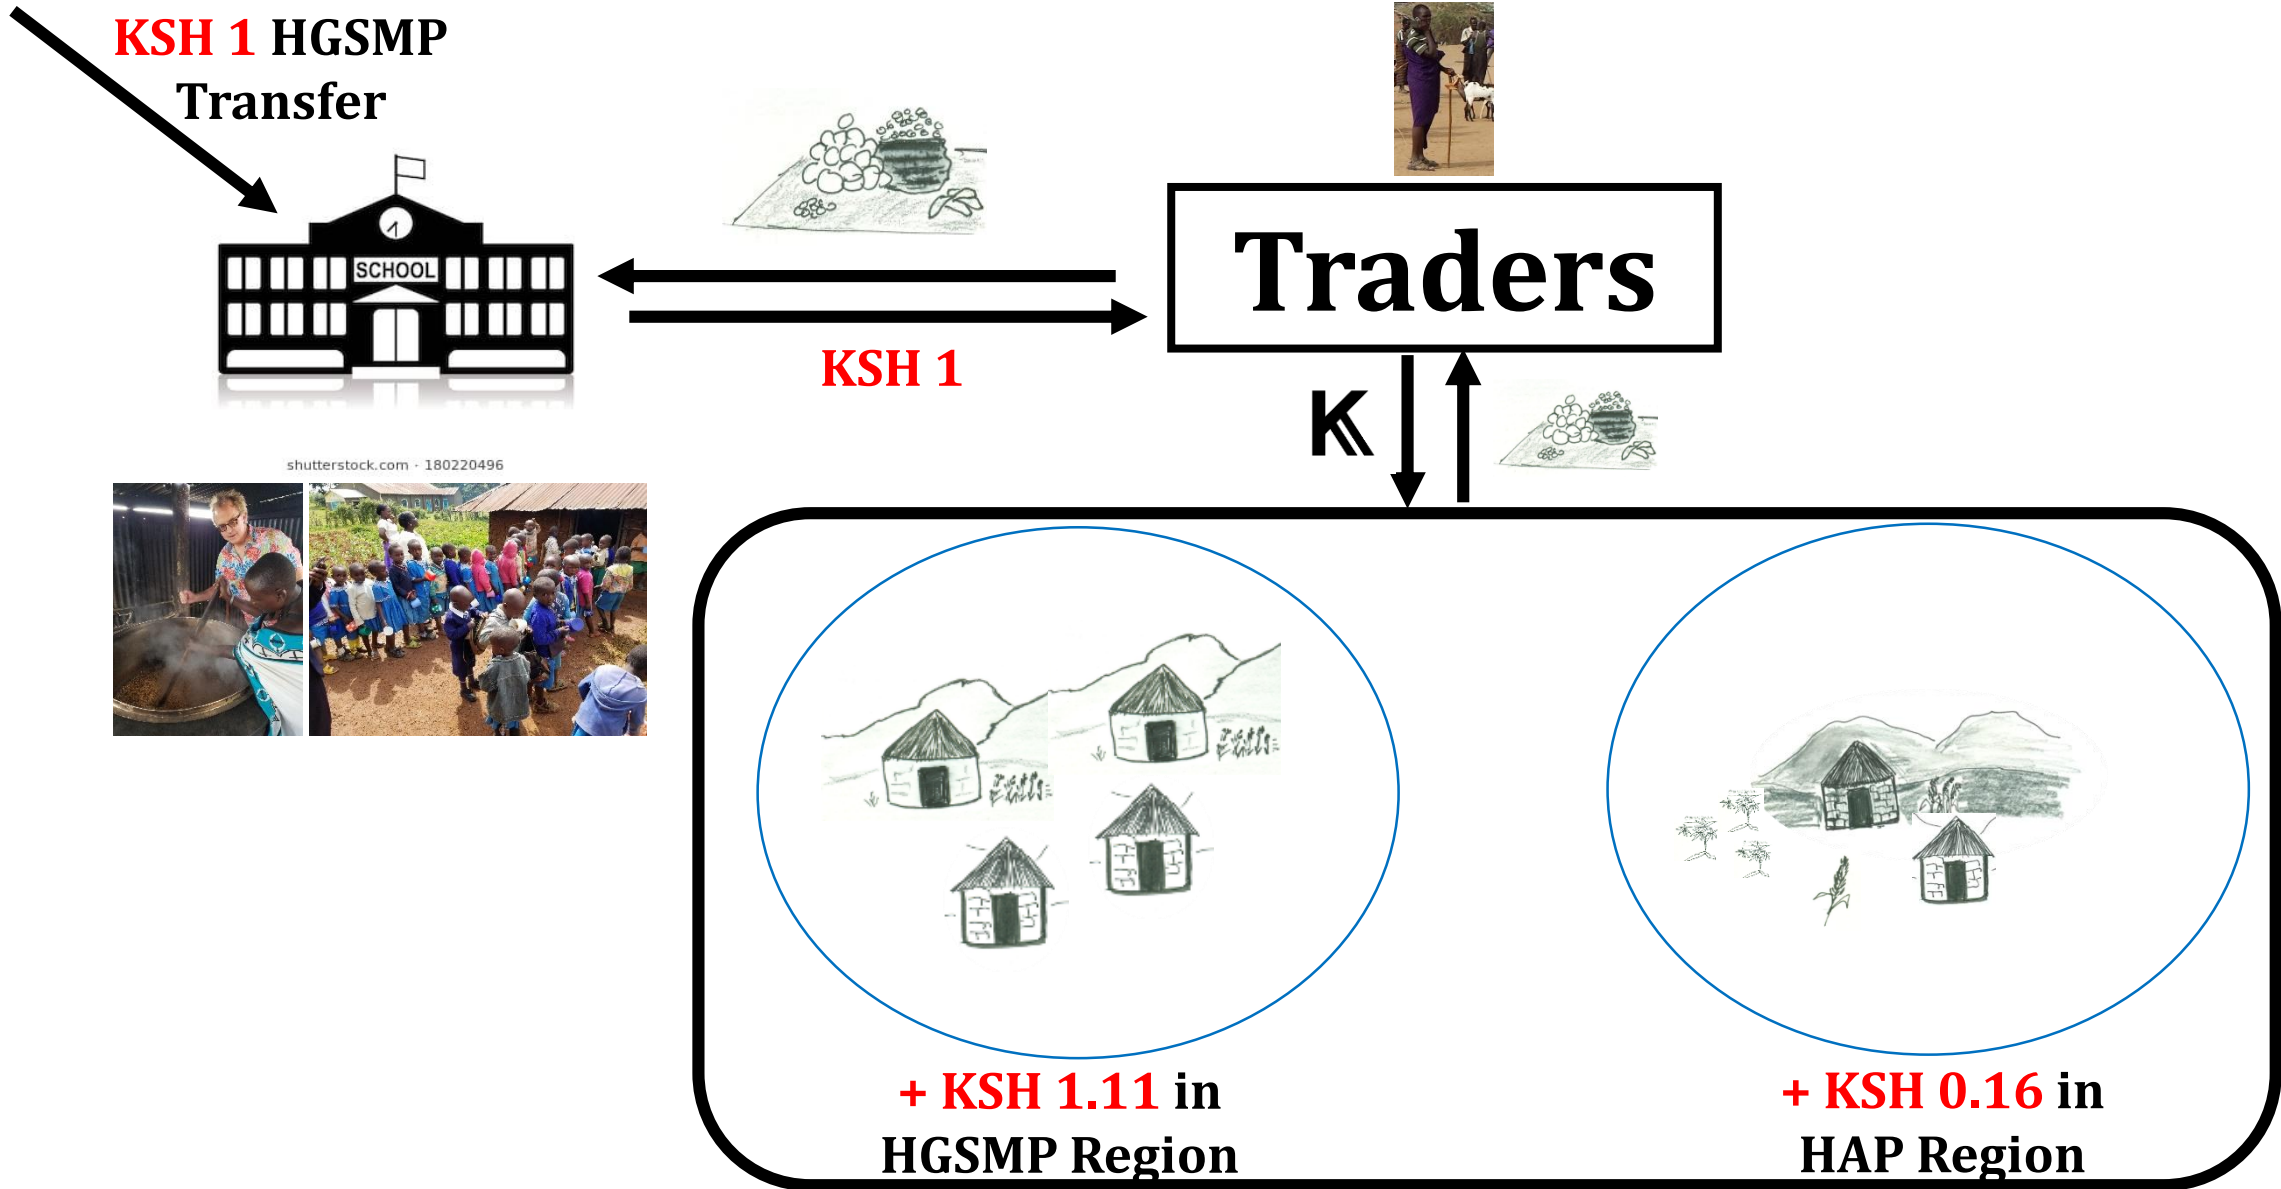 KSH 1 HGSMP
Transfer
SCHOOL
shutterstock.com · 180220496
KSH 1
Traders
K
+ KSH 1.11 in
HGSMP Region
+ KSH 0.16 in
HAP Region